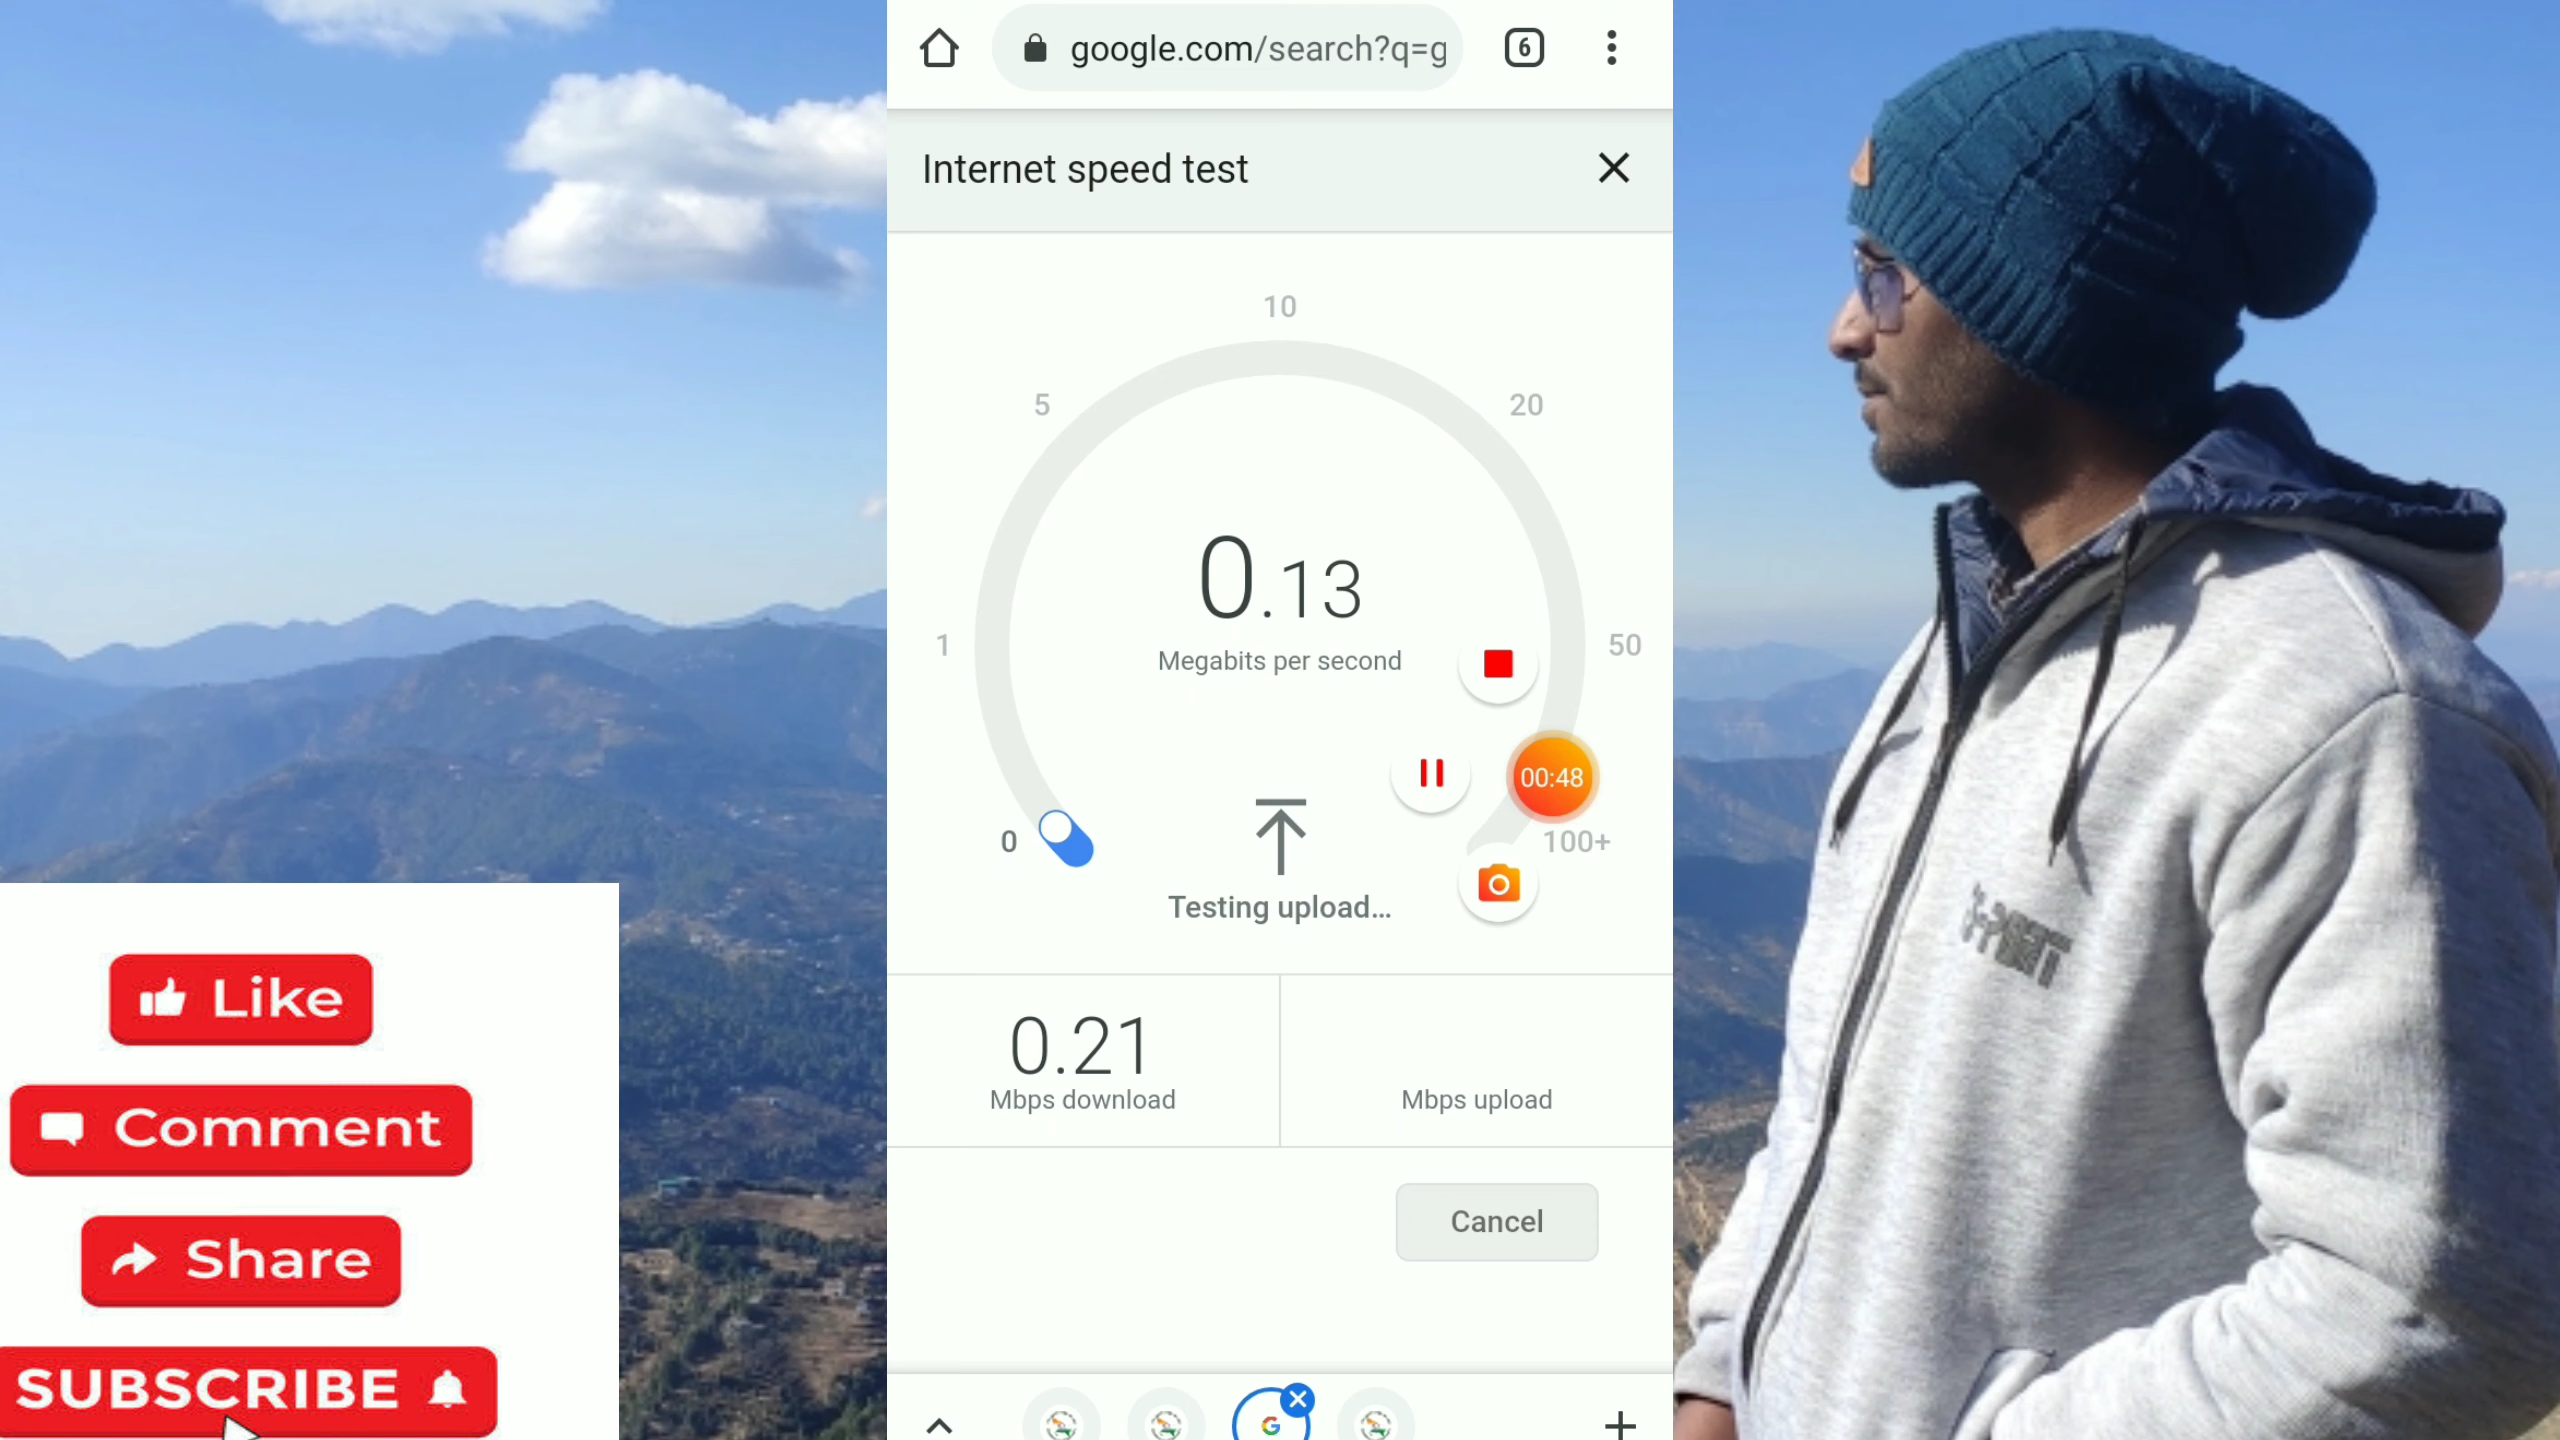 google.com/search?q=g
6
Internet speed test
10
5
20
0.13
1
50
Megabits per second
00:48
0
100+
Testing upload...
0.21
Mbps download
Mbps upload
Cancel
Like
Comment
Share
SUBSCRIBE